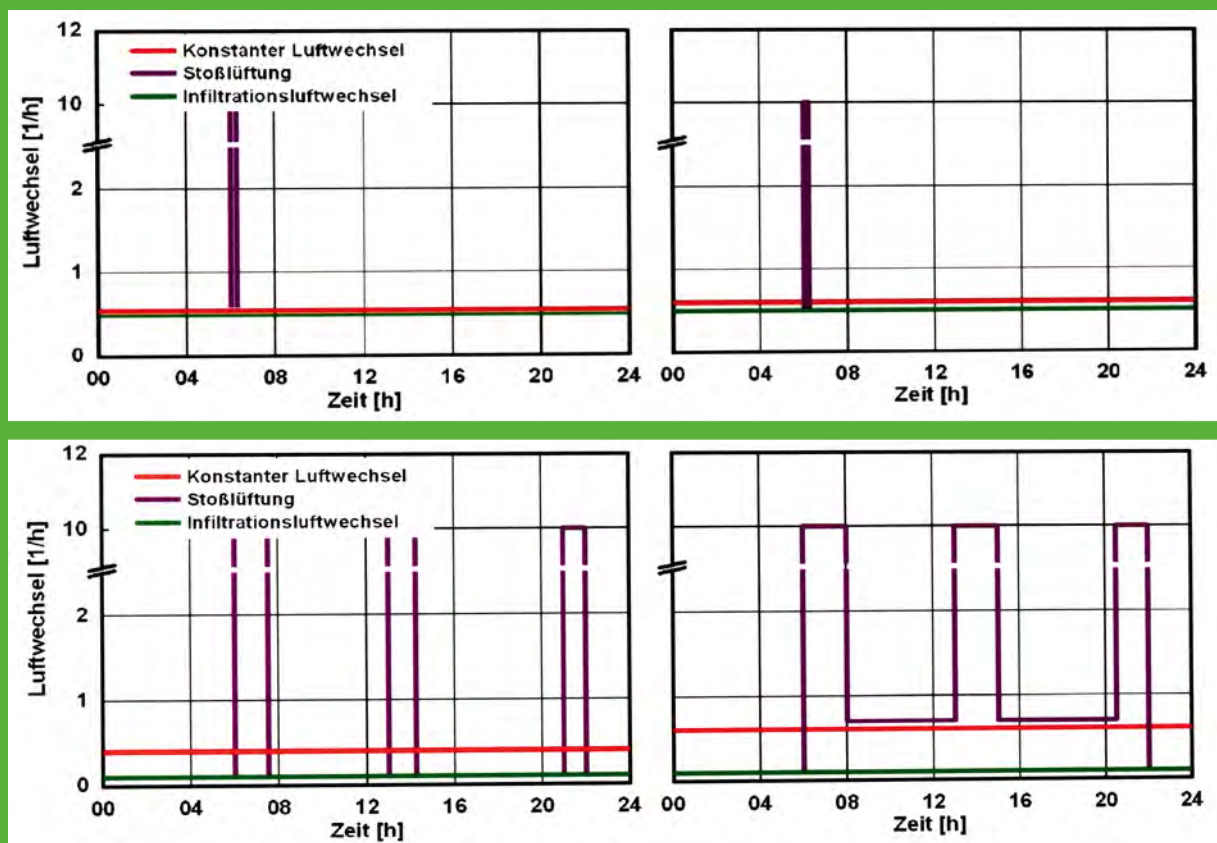 12
10
2
1
0
Luftwechsel [1/h]
Konstanter Luftwechsel
Stoßlüftung
Infiltrationsluftwechsel
00 04 08 12 16 20 24
Zeit [h]
00 04 08 12 16 20 24
Zeit [h]
12
10
2
1
0
Luftwechsel [1/h]
Konstanter Luftwechsel
Stoßlüftung
Infiltrationsluftwechsel
00 04 08 12 16 20 24
Zeit [h]
00 04 08 12 16 20 24
Zeit [h]